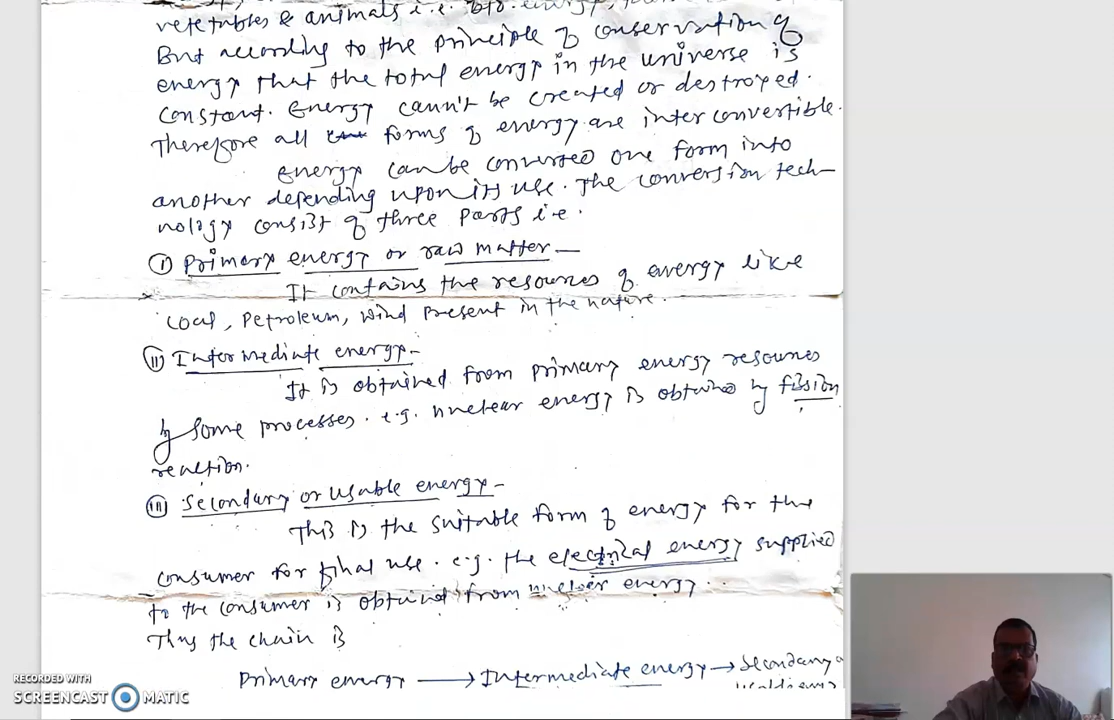 vegetables & animals i.e. bio energy,
But according to the principle of conservation of
energy that the total energy in the universe is
constant. Energy cann't be created or destroyed.
Therefore all forms of energy are interconvertible.
Energy can be converted one form into
another depending upon its use. The conversion tech-
nology consist of three parts i.e.
(I) Primary energy or raw matter—
It contains the resources of energy like
Coal, Petroleum, Wind present in the nature.
(II) Intermediate energy-
It is obtained from primary energy resources
by some processes. e.g. nuclear energy is obtained by fission
reaction.
(III) Secondary or usable energy-
This is the suitable form of energy for the
consumer for final use. e.g. the electrical energy supplied
to the consumer is obtained from nuclear energy.
Thus the chain is
Primary energy → Intermediate energy → Secondary
RECORDED WITH
SCREENCAST MATIC